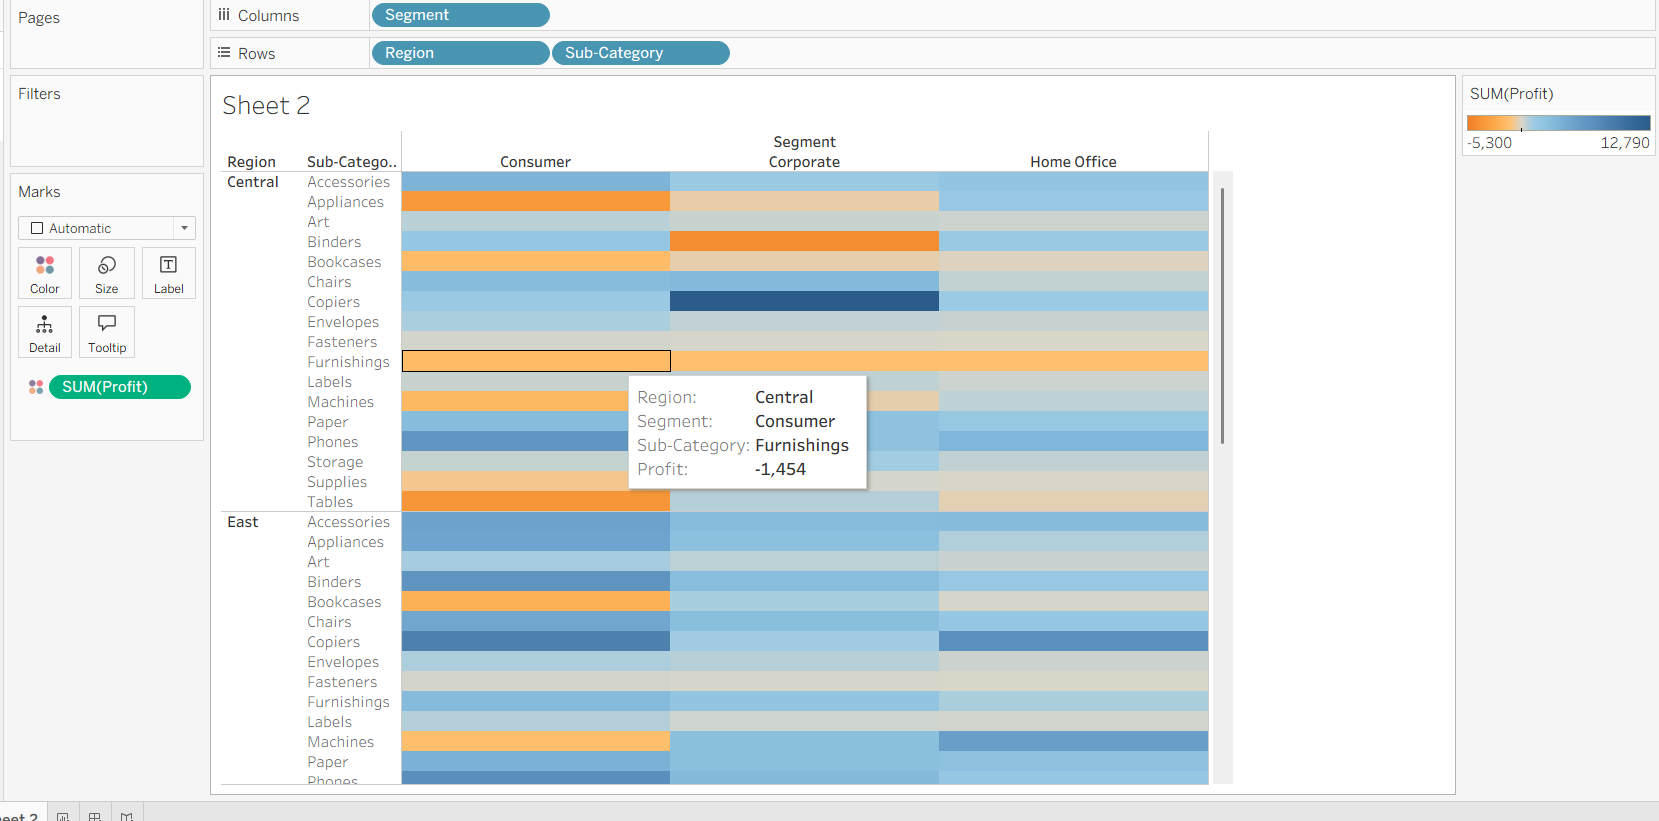 Pages
Columns
Segment
Rows
Region
Sub-Category
Filters
Marks
Automatic
Color
Size
Label
Detail
Tooltip
SUM(Profit)
Sheet 2
Segment
Region
Sub-Catego..
Consumer
Corporate
Home Office
Central
Accessories
Appliances
Art
Binders
Bookcases
Chairs
Copiers
Envelopes
Fasteners
Furnishings
Labels
Machines
Paper
Phones
Storage
Supplies
Tables
East
Accessories
Appliances
Art
Binders
Bookcases
Chairs
Copiers
Envelopes
Fasteners
Furnishings
Labels
Machines
Paper
Phones
Region: Central
Segment: Consumer
Sub-Category: Furnishings
Profit: -1,454
SUM(Profit)
-5,300 12,790
eet 2